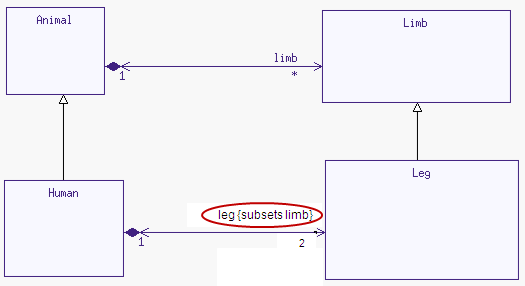 Animal
Limb
limb
1
*
Human
Leg
leg {subsets limb}
1
2